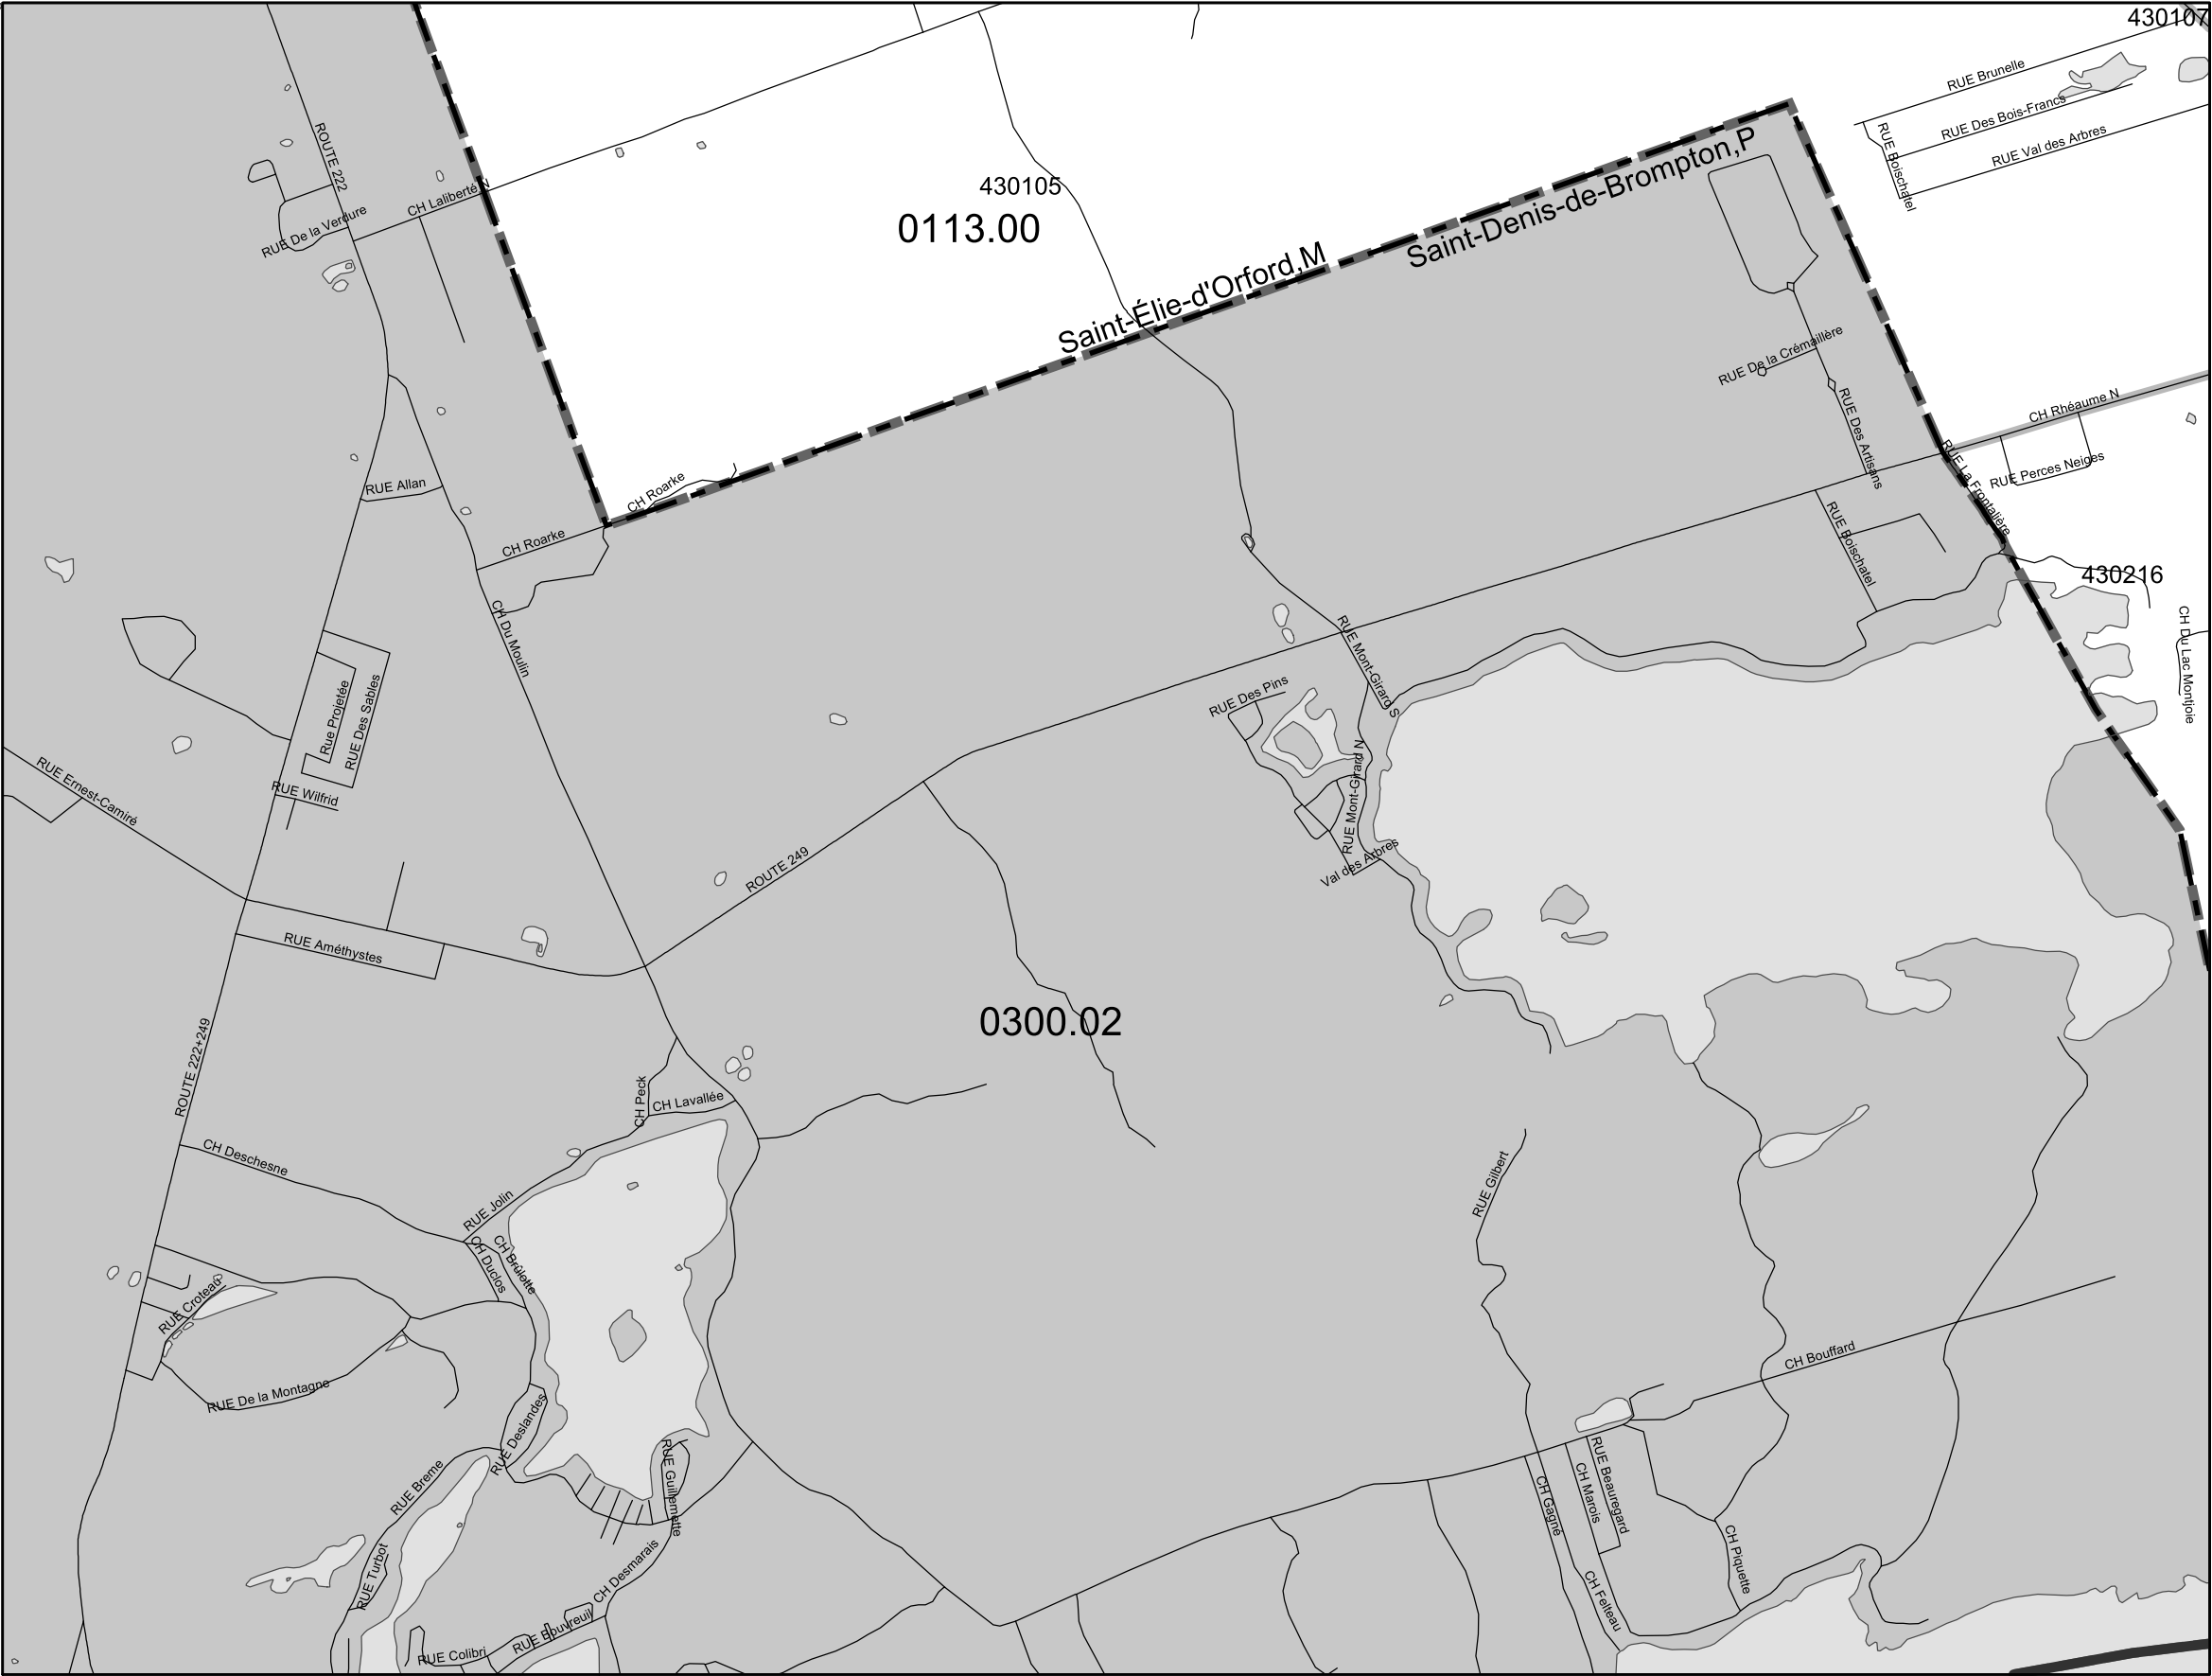 430107
RUE Brunelle
RUE Des Bois-Francs
RUE Val des Arbres
RUE Boischatel
ROUTE 222
CH Laliberté N
RUE De la Verdure
430105
0113.00
Saint-Élie-d'Orford,M
Saint-Denis-de-Brompton,P
RUE De la Crémaillère
RUE Des Artisans
CH Rhéaume N
RUE Perces Neiges
RUE La Frontalière
RUE Allan
CH Roarke
CH Roarke
RUE Boischatel
430216
CH Du Lac Montjoie
CH Du Moulin
RUE Mont-Girard S
RUE Des Pins
Rue Projetée
RUE Des Sables
RUE Wilfrid
RUE Ernest-Camiré
RUE Mont-Girard N
Val des Arbres
ROUTE 249
RUE Améthystes
0300.02
ROUTE 222+249
CH Peck
CH Lavallée
CH Deschesne
RUE Jolin
CH Duclos
CH Brûlotte
RUE Gilbert
RUE Croteau
RUE De la Montagne
CH Bouffard
RUE Deslandes
RUE Breme
RUE Guillemette
RUE Turbot
CH Desmarais
RUE Bouvreuil
RUE Colibri
CH Gagné
CH Marois
RUE Beauregard
CH Piquette
CH Felteau